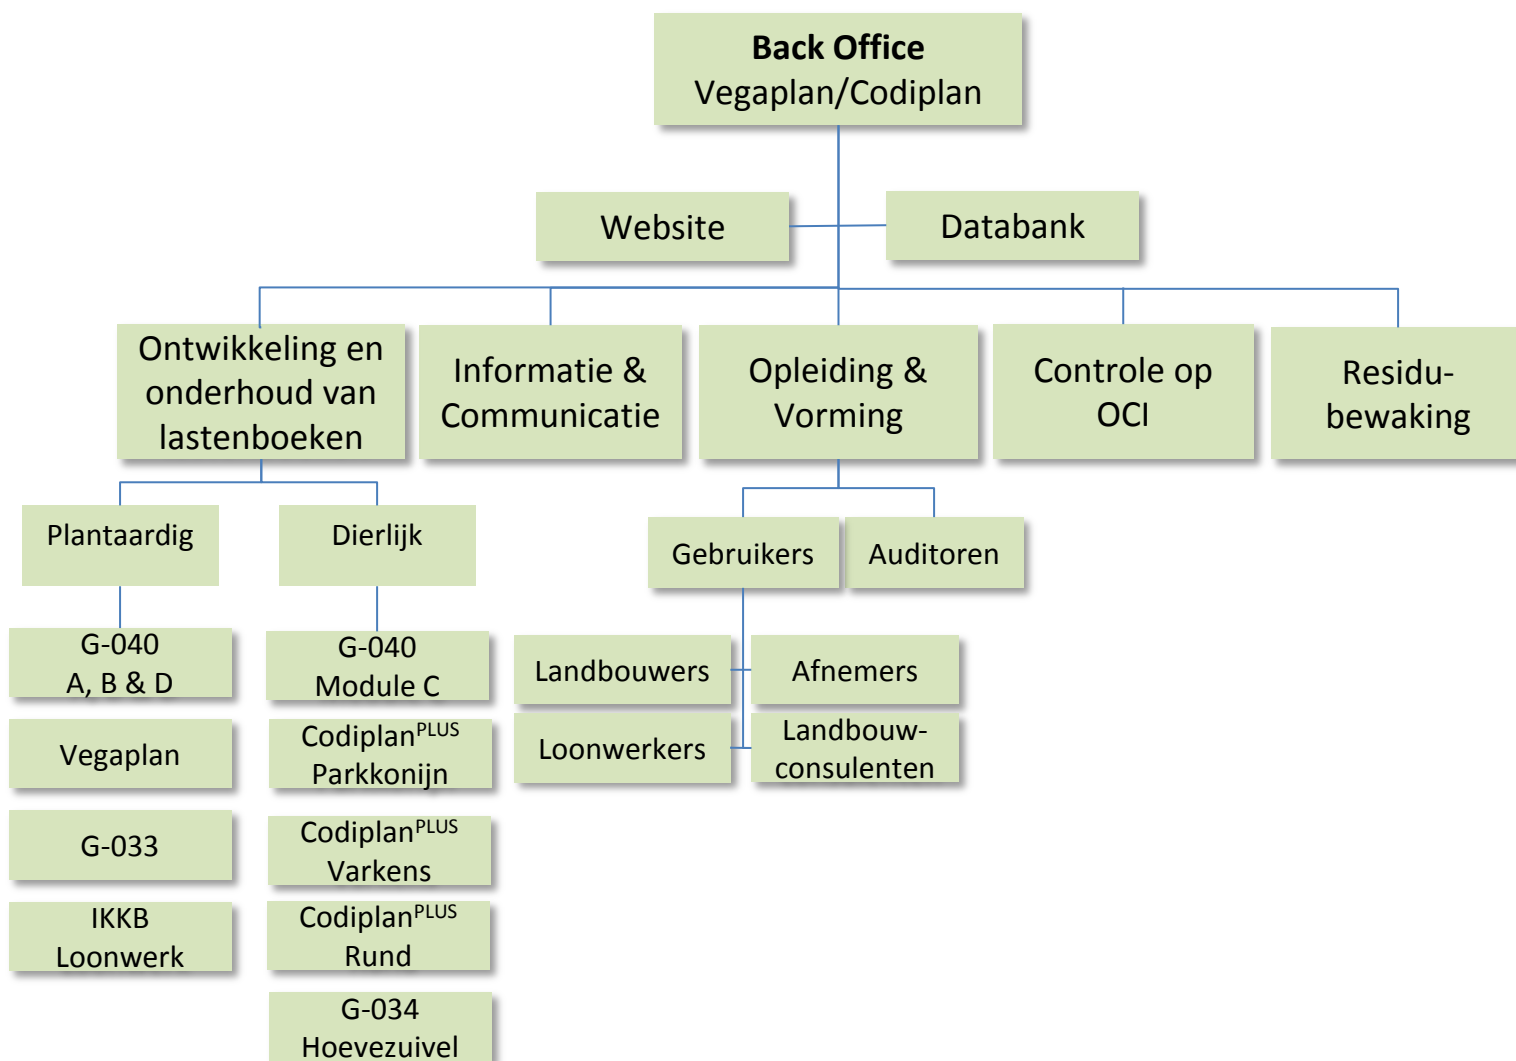 Back Office
Vegaplan/Codiplan
Website
Databank
Ontwikkeling en
onderhoud van
lastenboeken
Informatie &
Communicatie
Opleiding &
Vorming
Controle op
OCI
Residu-
bewaking
Plantaardig
Dierlijk
Gebruikers
Auditoren
G-040
A, B & D
Vegaplan
G-033
IKKB
Loonwerk
G-040
Module C
CodiplanPLUS
Parkkonijn
CodiplanPLUS
Varkens
CodiplanPLUS
Rund
G-034
Hoevezuivel
Landbouwers
Afnemers
Loonwerkers
Landbouw-
consulenten